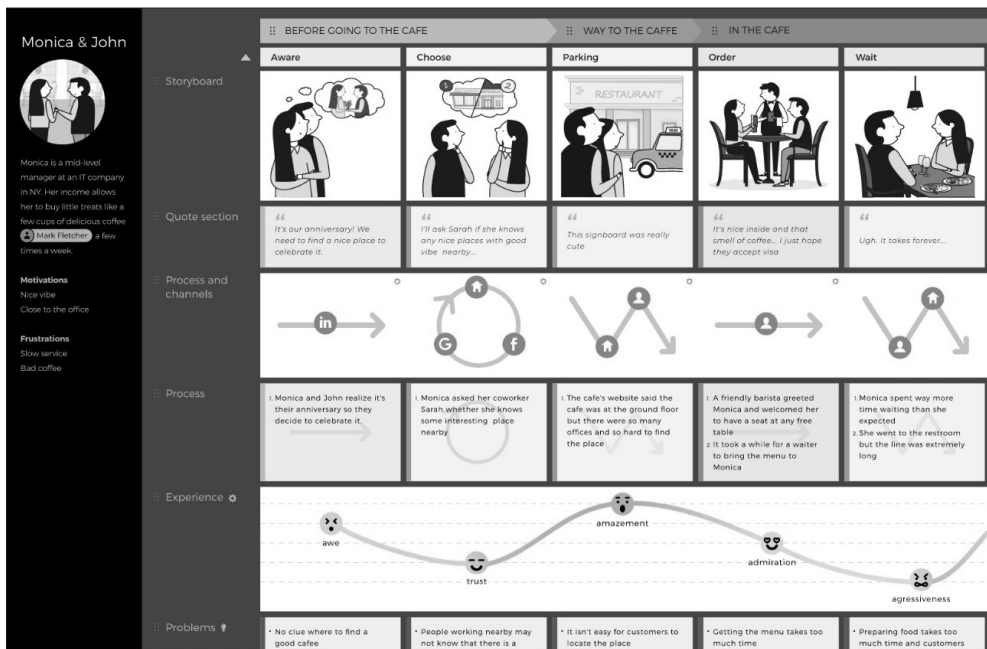 BEFORE GOING TO THE CAFE
WAY TO THE CAFFE
IN THE CAFE
Monica & John
Monica is a mid-level
manager at an IT company
in NY. Her income allows
her to buy little treats like a
few cups of delicious coffee
Mark Fletcher a few
times a week.
Motivations
Nice vibe
Close to the office
Frustrations
Slow service
Bad coffee
Aware
Choose
Parking
Order
Wait
Storyboard
1
2
RESTAURANT
TAXI
Quote section
“
It's our anniversary! We
need to find a nice place to
celebrate it.
“
I'll ask Sarah if she knows
any nice places with good
vibe nearby...
“
This signboard was really
cute
“
It's nice inside and that
smell of coffee... I just hope
they accept visa
“
Ugh. It takes forever...
Process and
channels
in
G
f
Process
1. Monica and John realize it's
their anniversary so they
decide to celebrate it.
1. Monica asked her coworker
Sarah whether she knows
some interesting place
nearby
1. The cafe's website said the
cafe was at the ground floor
but there were so many
offices and so hard to find
the place
1. A friendly barista greeted
Monica and welcomed her
to have a seat at any free
table
2. It took a while for a waiter
to bring the menu to
Monica
1. Monica spent way more
time waiting than she
expected
2. She went to the restroom
but the line was extremely
long
Experience
awe
trust
amazement
admiration
agressiveness
Problems
• No clue where to find a
good cafee
• People working nearby may
not know that there is a
• It isn't easy for customers to
locate the place
• Getting the menu takes too
much time
• Preparing food takes too
much time and customers